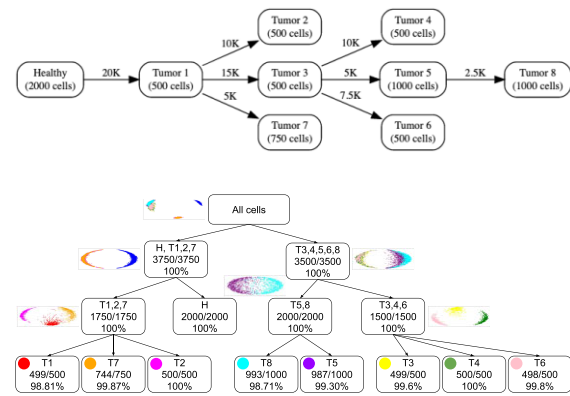 Tumor 2
(500 cells)
Tumor 4
(500 cells)
10K
10K
Healthy
(2000 cells)
20K
Tumor 1
(500 cells)
15K
Tumor 3
(500 cells)
5K
Tumor 5
(1000 cells)
2.5K
Tumor 8
(1000 cells)
5K
7.5K
Tumor 7
(750 cells)
Tumor 6
(500 cells)
All cells
H, T1,2,7
3750/3750
100%
T3,4,5,6,8
3500/3500
100%
T1,2,7
1750/1750
100%
H
2000/2000
100%
T5,8
2000/2000
100%
T3,4,6
1500/1500
100%
T1
499/500
98.81%
T7
744/750
99.87%
T2
500/500
100%
T8
993/1000
98.71%
T5
987/1000
99.30%
T3
499/500
99.6%
T4
500/500
100%
T6
498/500
99.8%